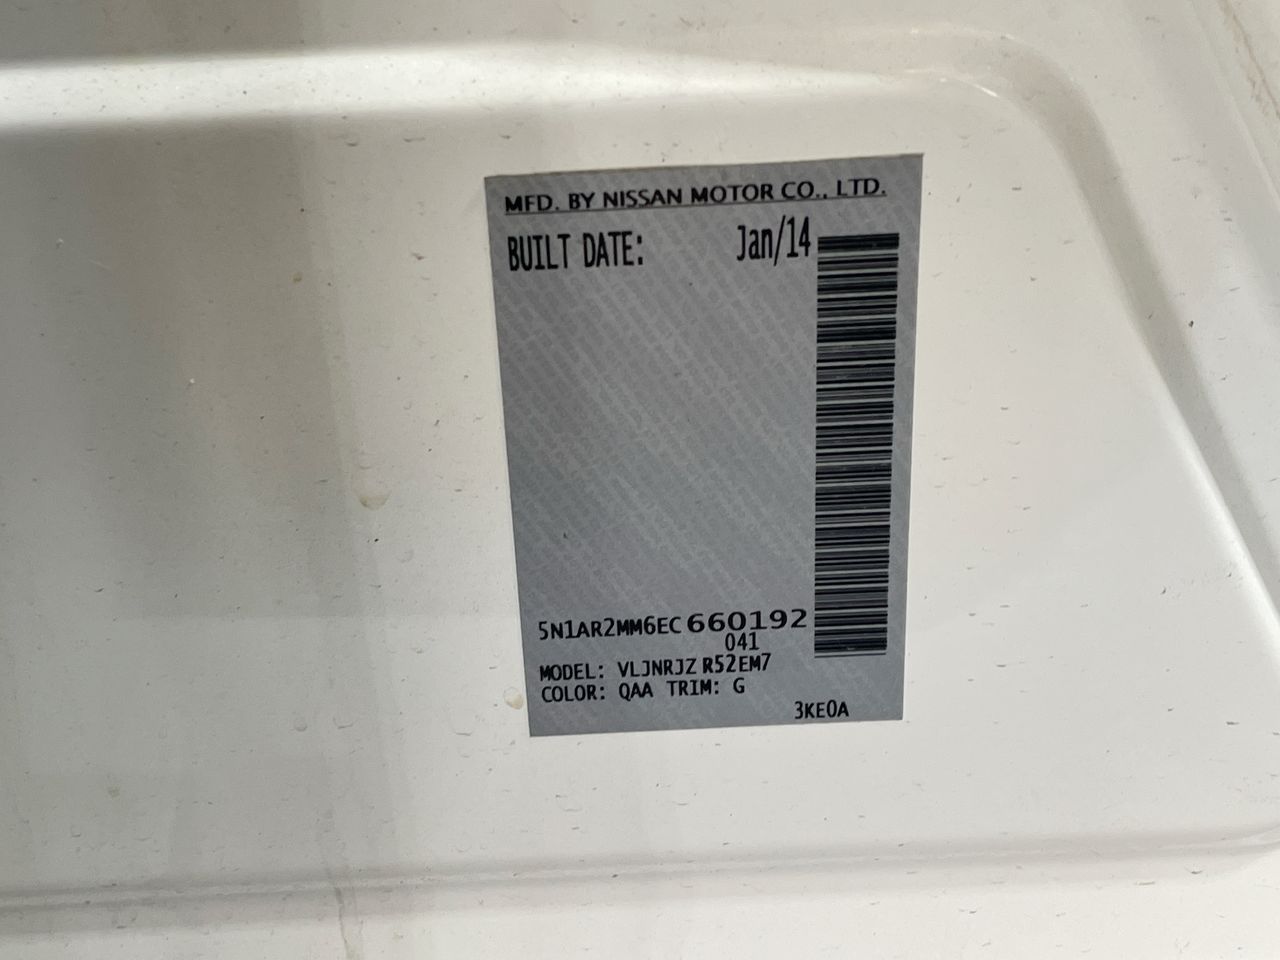 MFD. BY NISSAN MOTOR CO., LTD.
BUILT DATE: Jan/14
5N1AR2MM6EC660192
041
MODEL: VLJNRJZ R52EM7
COLOR: QAA TRIM: G
3KE0A